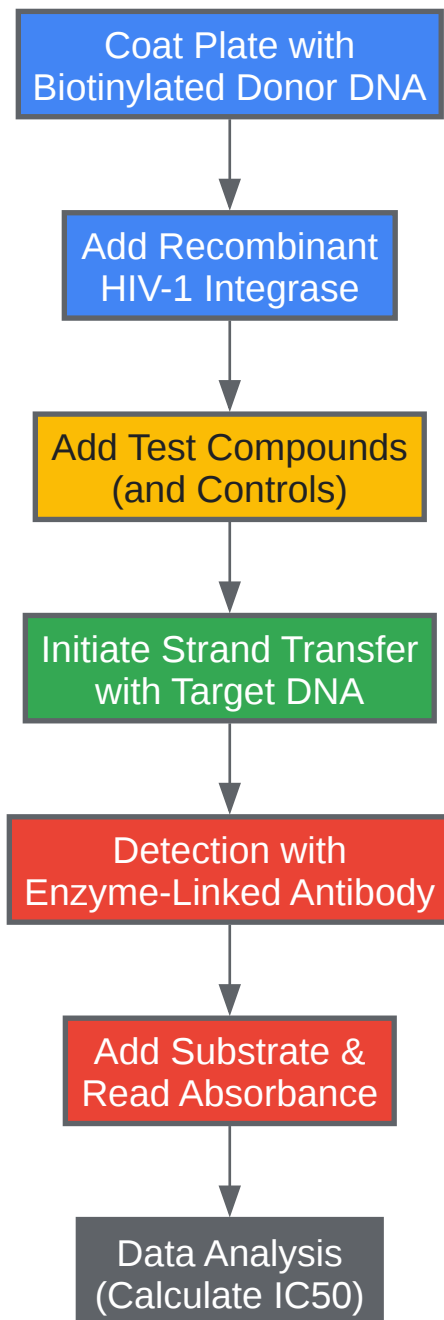 Coat Plate with
Biotinylated Donor DNA
Add Recombinant
HIV-1 Integrase
Add Test Compounds
(and Controls)
Initiate Strand Transfer
with Target DNA
Detection with
Enzyme-Linked Antibody
Add Substrate &
Read Absorbance
Data Analysis
(Calculate IC50)